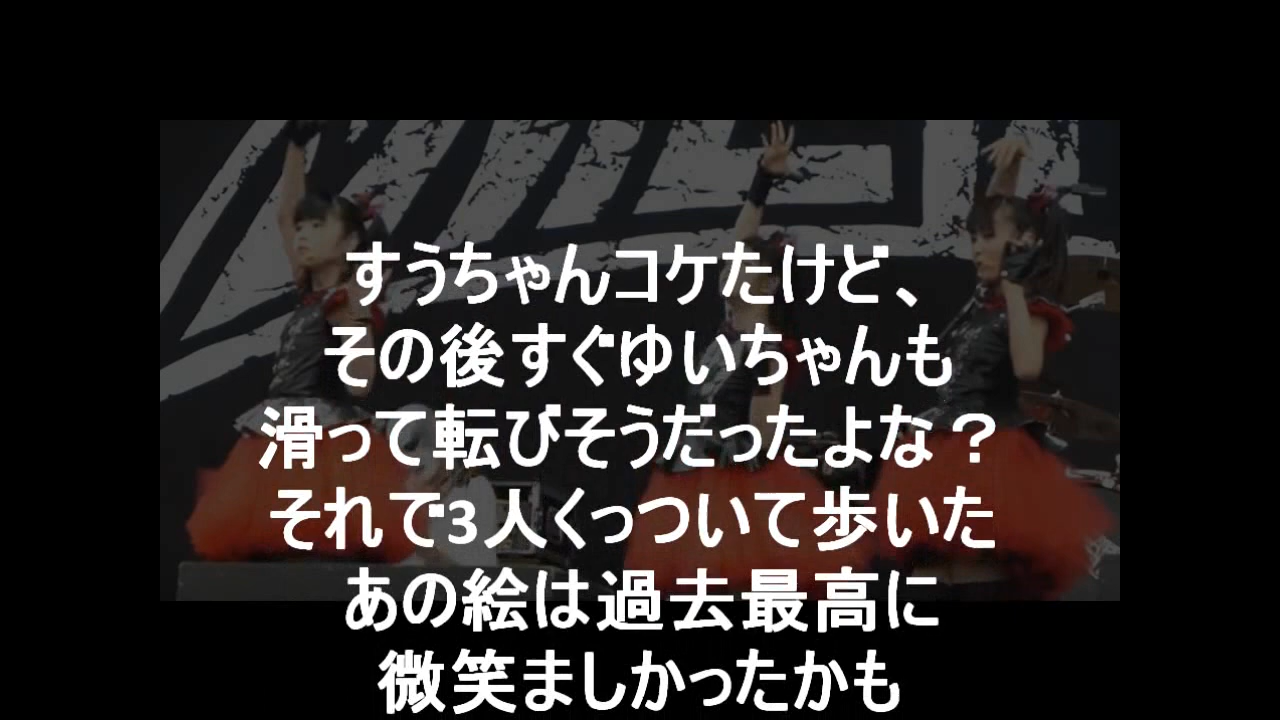 すうちゃんコケたけど、
その後すぐゆいちゃんも
滑って転びそうだったよな？
それで3人くっついて歩いた
あの絵は過去最高に
微笑ましかったかも